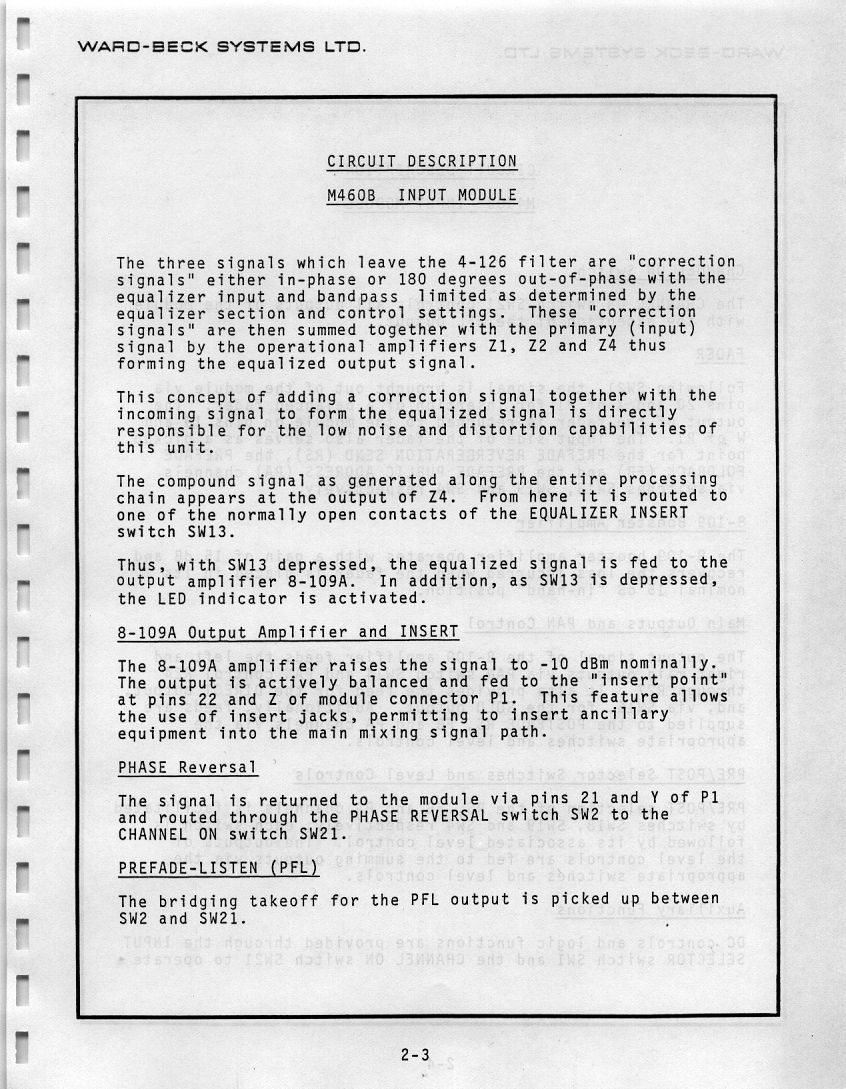 WARD-BECK SYSTEMS LTD.
CIRCUIT DESCRIPTION
M460B INPUT MODULE
The three signals which leave the 4-126 filter are "correction
signals" either in-phase or 180 degrees out-of-phase with the
equalizer input and bandpass limited as determined by the
equalizer section and control settings. These "correction
signals" are then summed together with the primary (input)
signal by the operational amplifiers Z1, Z2 and Z4 thus
forming the equalized output signal.
This concept of adding a correction signal together with the
incoming signal to form the equalized signal is directly
responsible for the low noise and distortion capabilities of
this unit.
The compound signal as generated along the entire processing
chain appears at the output of Z4. From here it is routed to
one of the normally open contacts of the EQUALIZER INSERT
switch SW13.
Thus, with SW13 depressed, the equalized signal is fed to the
output amplifier 8-109A. In addition, as SW13 is depressed,
the LED indicator is activated.
8-109A Output Amplifier and INSERT
The 8-109A amplifier raises the signal to -10 dBm nominally.
The output is actively balanced and fed to the "insert point"
at pins 22 and Z of module connector P1. This feature allows
the use of insert jacks, permitting to insert ancillary
equipment into the main mixing signal path.
PHASE Reversal
The signal is returned to the module via pins 21 and Y of P1
and routed through the PHASE REVERSAL switch SW2 to the
CHANNEL ON switch SW21.
PREFADE-LISTEN (PFL)
The bridging takeoff for the PFL output is picked up between
SW2 and SW21.
2-3